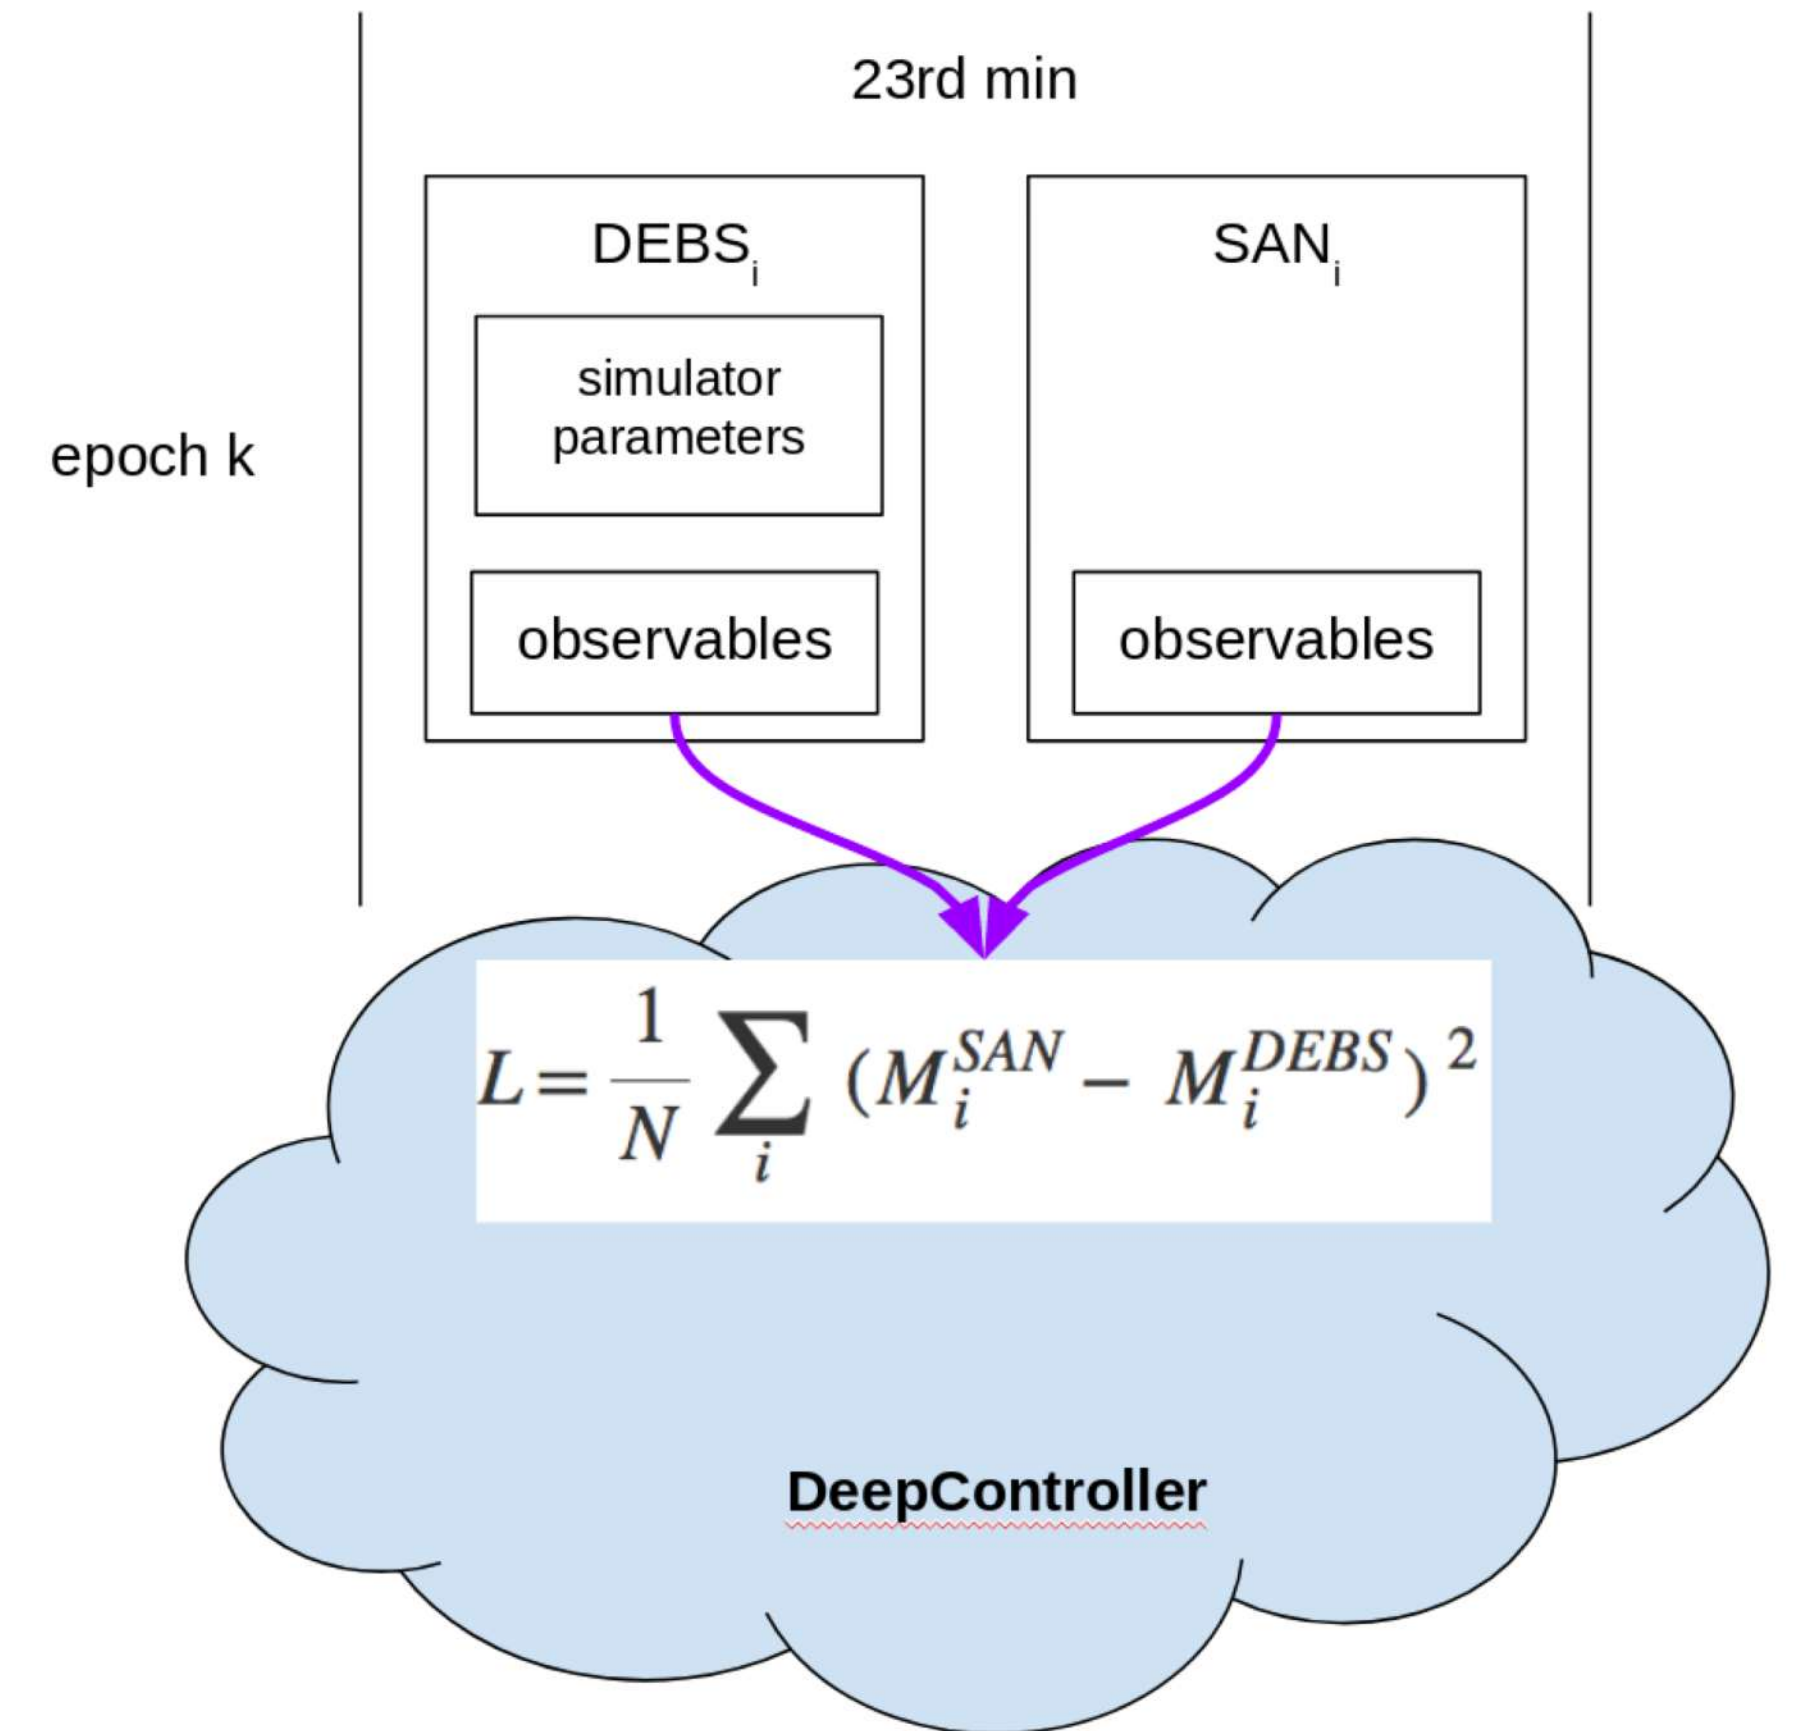 23rd min
DEBSi
SANi
simulator
parameters
epoch k
observables
observables
L = 1/N ∑i (Mi^SAN − Mi^DEBS)^2
DeepController